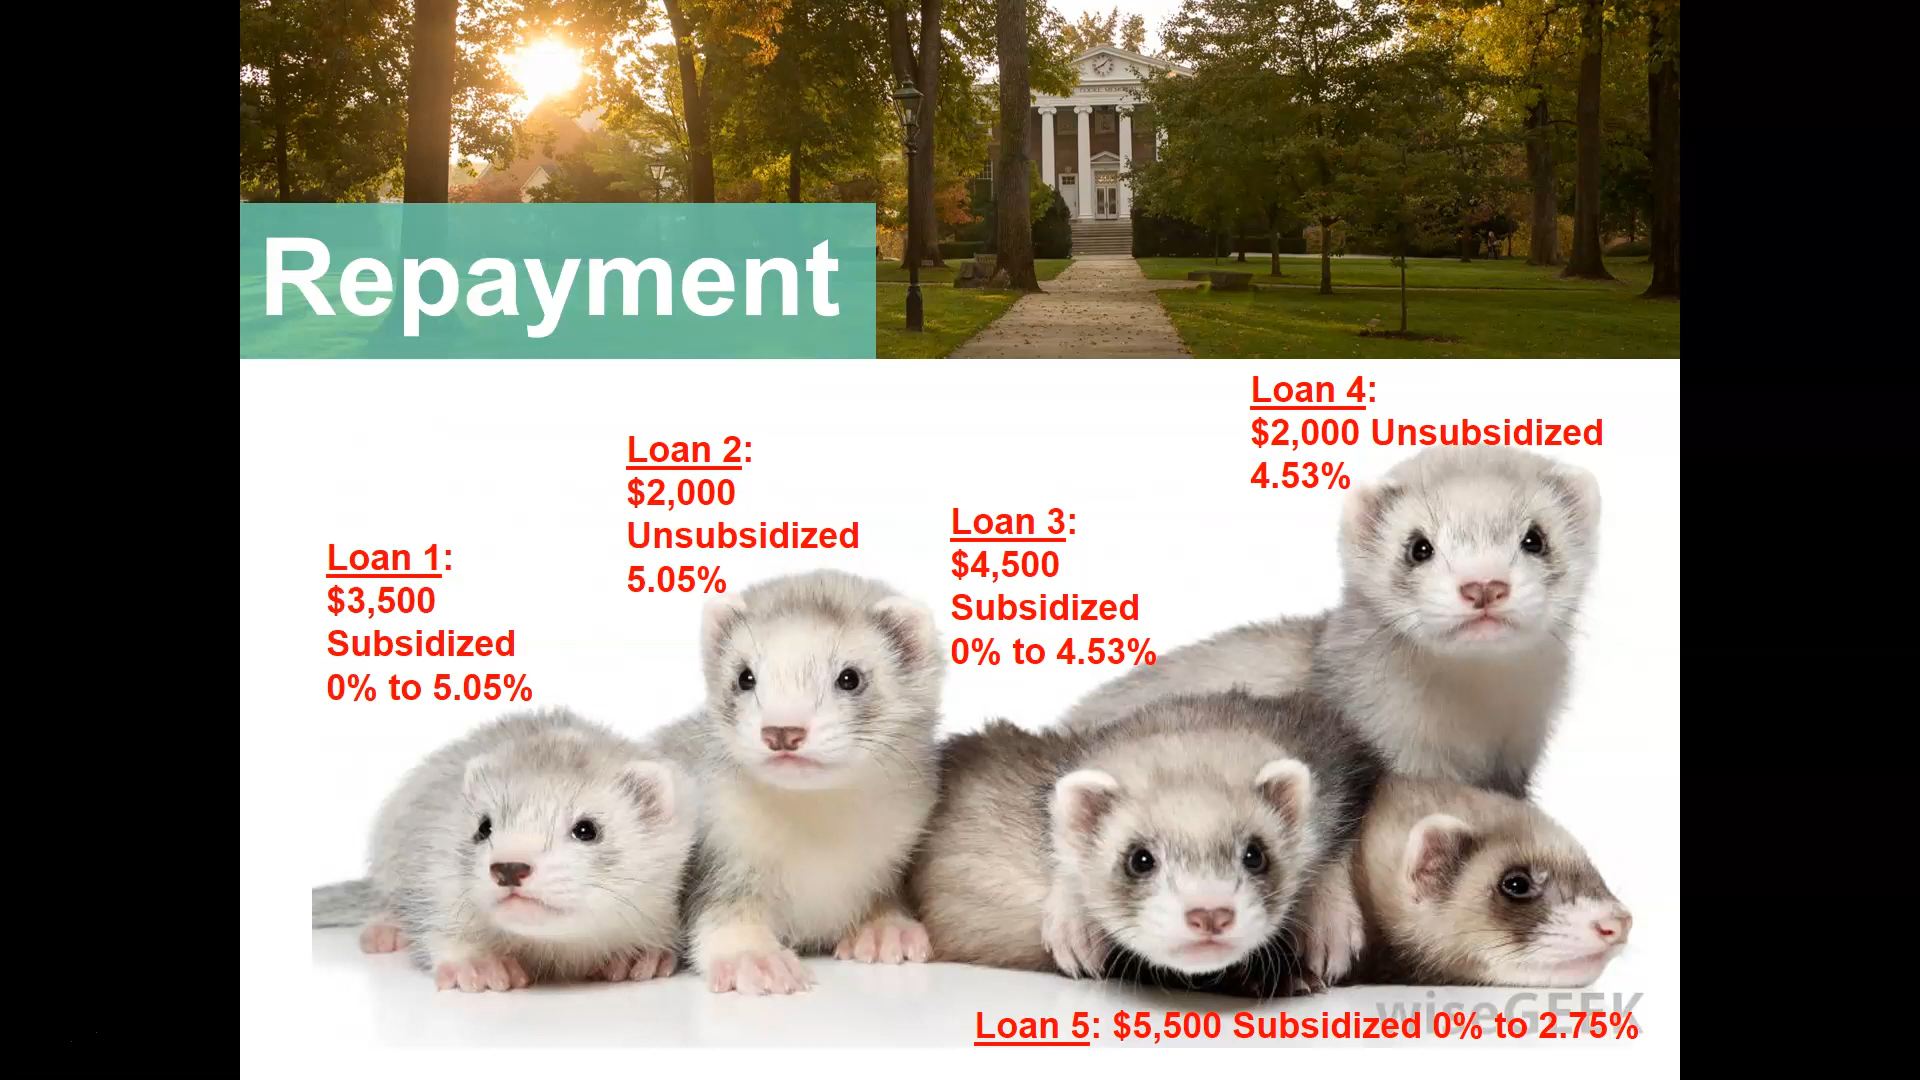 Repayment
Loan 1:
$3,500
Subsidized
0% to 5.05%
Loan 2:
$2,000
Unsubsidized
5.05%
Loan 3:
$4,500
Subsidized
0% to 4.53%
Loan 4:
$2,000 Unsubsidized
4.53%
wiseGEEK
Loan 5: $5,500 Subsidized 0% to 2.75%